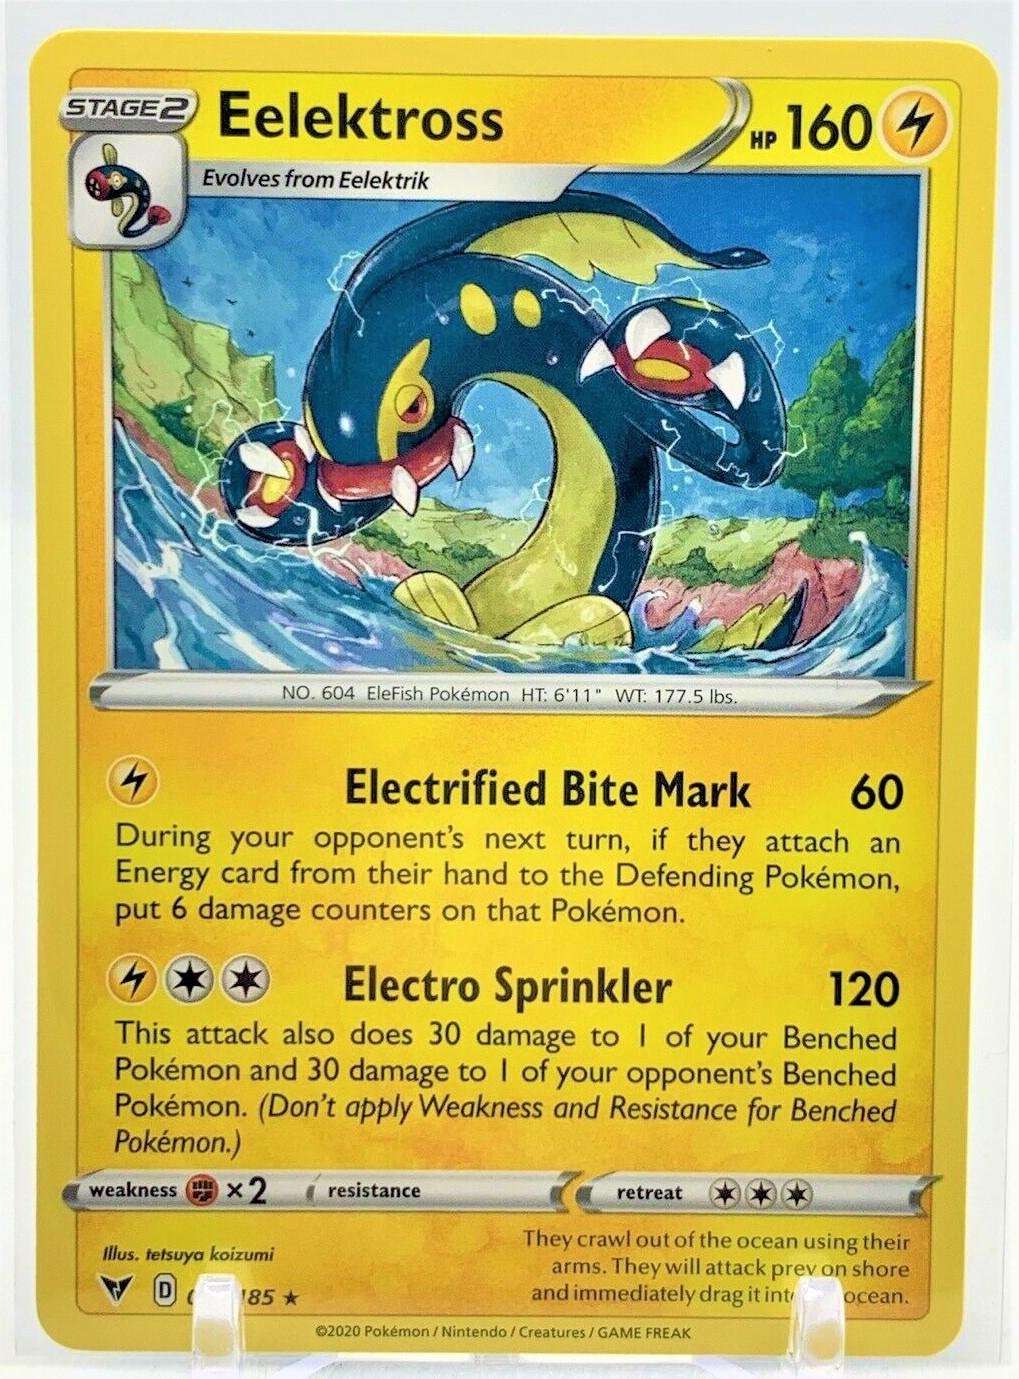 STAGE2 Eelektross HP 160
Evolves from Eelektrik
NO. 604 EleFish Pokémon HT: 6'11" WT: 177.5 lbs.
Electrified Bite Mark 60
During your opponent's next turn, if they attach an
Energy card from their hand to the Defending Pokémon,
put 6 damage counters on that Pokémon.
Electro Sprinkler 120
This attack also does 30 damage to 1 of your Benched
Pokémon and 30 damage to 1 of your opponent's Benched
Pokémon. (Don't apply Weakness and Resistance for Benched
Pokémon.)
weakness ×2 resistance retreat
They crawl out of the ocean using their
arms. They will attack prey on shore
and immediately drag it ocean.
Illus. tetsuya koizumi
D 185 ★
©2020 Pokémon / Nintendo / Creatures / GAME FREAK